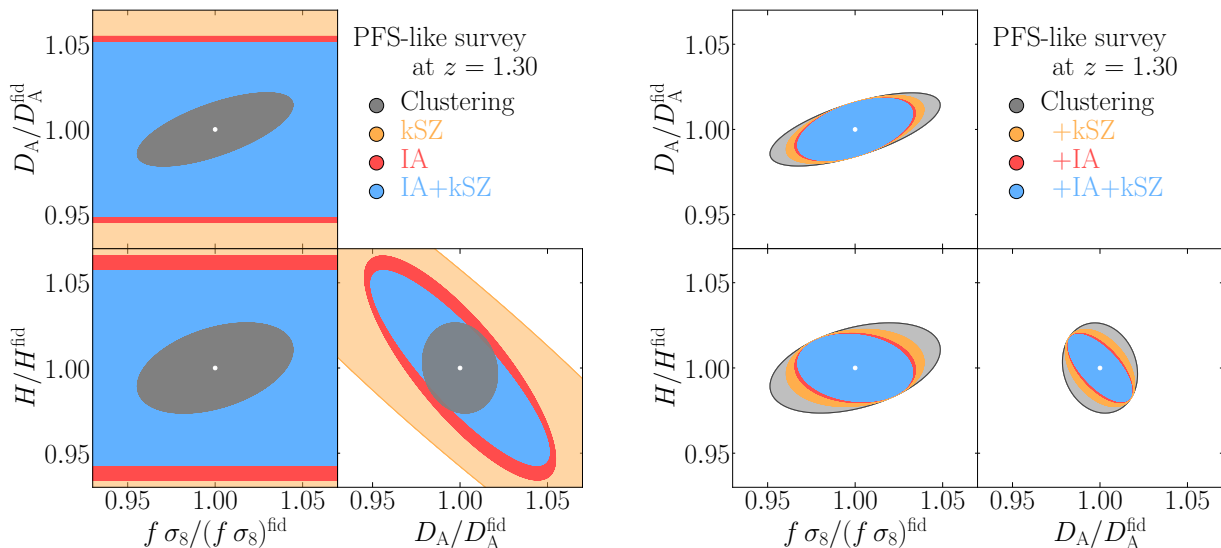 1.05
1.00
0.95
D_A/D_A^fid
PFS-like survey
at z = 1.30
Clustering
kSZ
IA
IA+kSZ
1.05
1.00
0.95
H/H^fid
0.95 1.00 1.05
f σ_8/(f σ_8)^fid
0.95 1.00 1.05
D_A/D_A^fid
1.05
1.00
0.95
D_A/D_A^fid
PFS-like survey
at z = 1.30
Clustering
+kSZ
+IA
+IA+kSZ
1.05
1.00
0.95
H/H^fid
0.95 1.00 1.05
f σ_8/(f σ_8)^fid
0.95 1.00 1.05
D_A/D_A^fid